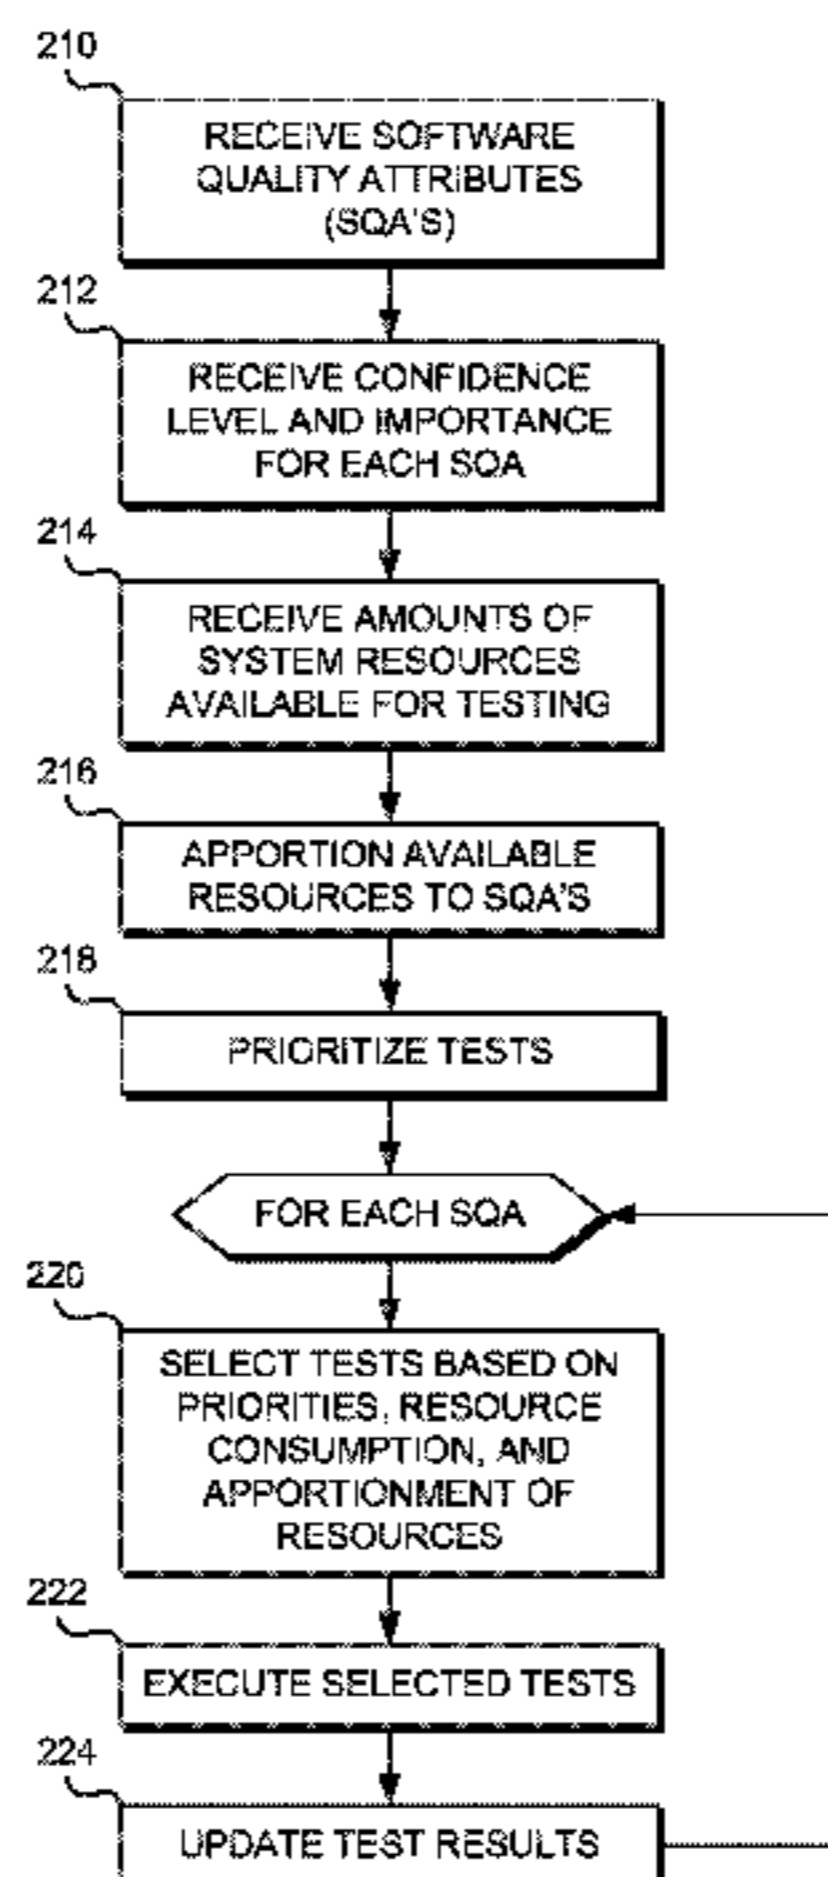 210
RECEIVE SOFTWARE
QUALITY ATTRIBUTES
(SQA'S)
212
RECEIVE CONFIDENCE
LEVEL AND IMPORTANCE
FOR EACH SQA
214
RECEIVE AMOUNTS OF
SYSTEM RESOURCES
AVAILABLE FOR TESTING
216
APPORTION AVAILABLE
RESOURCES TO SQA'S
218
PRIORITIZE TESTS
FOR EACH SQA
220
SELECT TESTS BASED ON
PRIORITIES, RESOURCE
CONSUMPTION, AND
APPORTIONMENT OF
RESOURCES
222
EXECUTE SELECTED TESTS
224
UPDATE TEST RESULTS